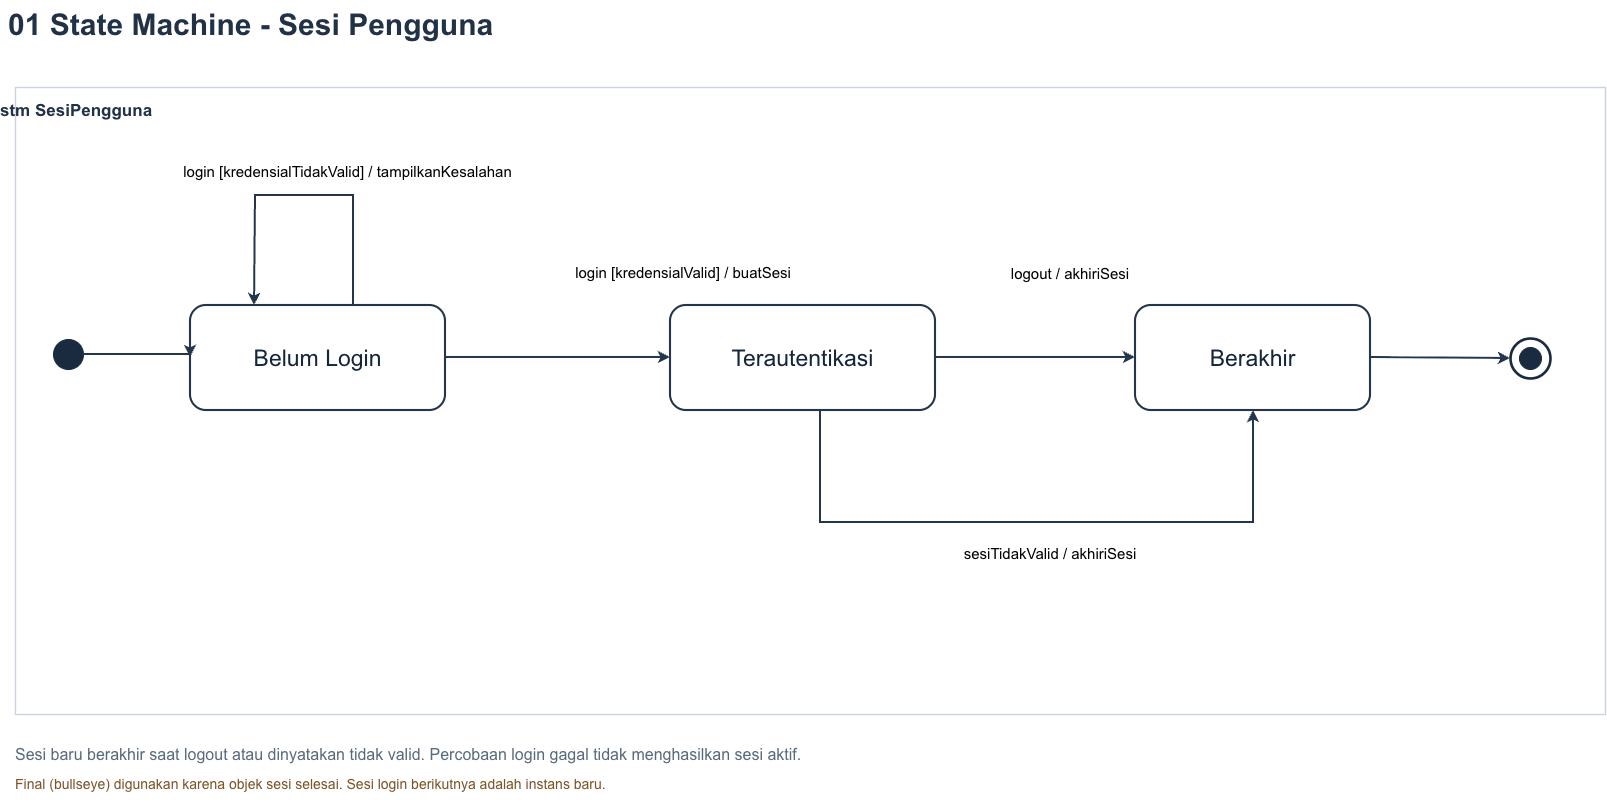 01 State Machine - Sesi Pengguna
stm SesiPengguna
login [kredensialTidakValid] / tampilkanKesalahan
login [kredensialValid] / buatSesi
logout / akhiriSesi
Belum Login
Terautentikasi
Berakhir
sesiTidakValid / akhiriSesi
Sesi baru berakhir saat logout atau dinyatakan tidak valid. Percobaan login gagal tidak menghasilkan sesi aktif.
Final (bullseye) digunakan karena objek sesi selesai. Sesi login berikutnya adalah instans baru.